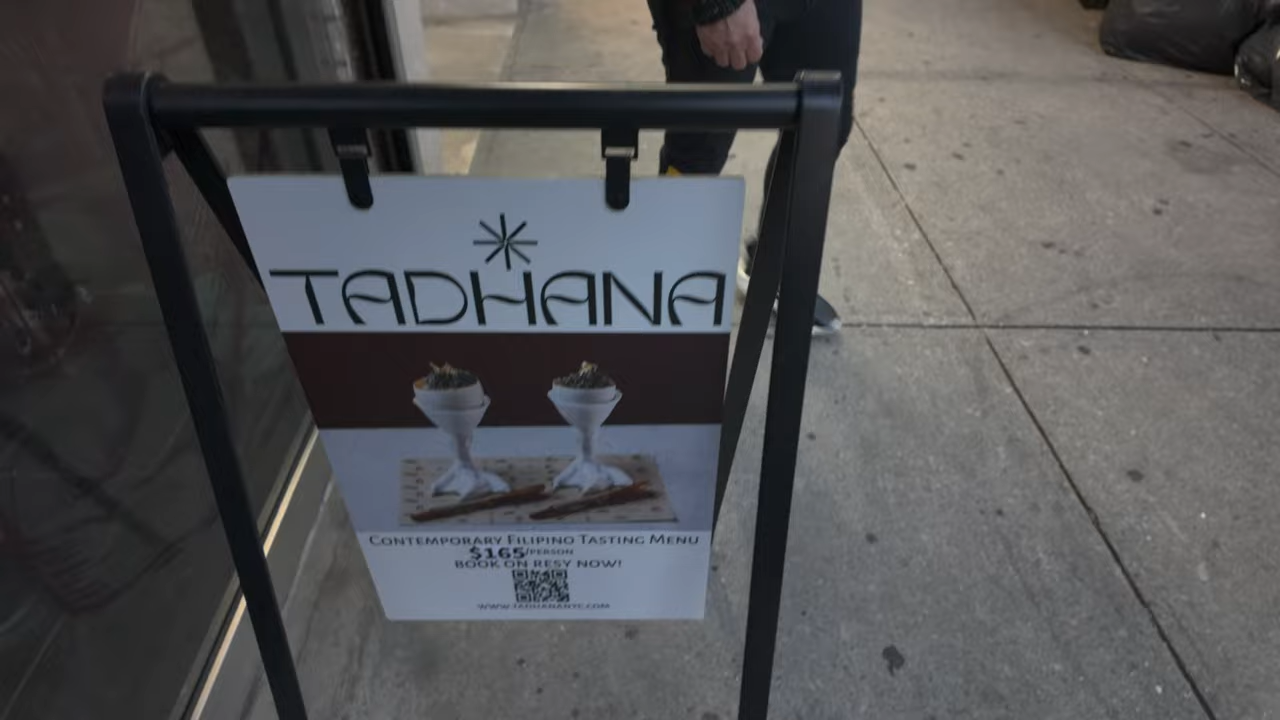 TADHANA
CONTEMPORARY FILIPINO TASTING MENU
$165/PERSON
BOOK ON RESY NOW!
WWW.TADHANANYC.COM